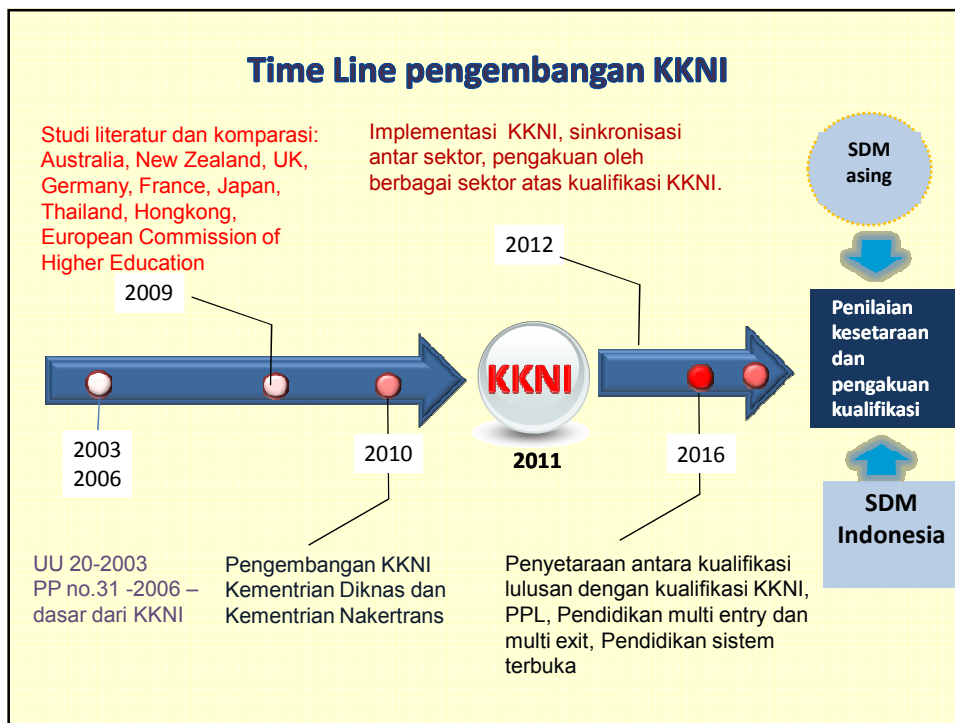 Time Line pengembangan KKNI
Studi literatur dan komparasi:
Australia, New Zealand, UK,
Germany, France, Japan,
Thailand, Hongkong,
European Commission of
Higher Education
2009
Implementasi KKNI, sinkronisasi
antar sektor, pengakuan oleh
berbagai sektor atas kualifikasi KKNI.
2012
SDM
asing
KKNI
2011
Penilaian
kesetaraan
dan
pengakuan
kualifikasi
2003
2006
2010
2016
SDM
Indonesia
UU 20-2003
PP no.31 -2006 –
dasar dari KKNI
Pengembangan KKNI
Kementrian Diknas dan
Kementrian Nakertrans
Penyetaraan antara kualifikasi
lulusan dengan kualifikasi KKNI,
PPL, Pendidikan multi entry dan
multi exit, Pendidikan sistem
terbuka